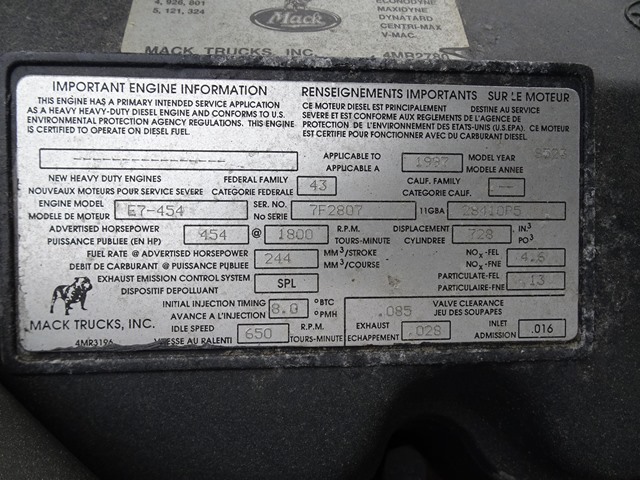 4, 926, 601
5, 121, 324
ECONODYNE
MAXIDYNE
DYNATARD
CENTRI-MAX
V-MAC.
Mack
MACK TRUCKS, INC. 4MR2780
IMPORTANT ENGINE INFORMATION
THIS ENGINE HAS A PRIMARY INTENDED SERVICE APPLICATION
AS A HEAVY HEAVY-DUTY DIESEL ENGINE AND CONFORMS TO U.S.
ENVIRONMENTAL PROTECTION AGENCY REGULATIONS. THIS ENGINE
IS CERTIFIED TO OPERATE ON DIESEL FUEL.
RENSEIGNEMENTS IMPORTANTS SUR LE MOTEUR
CE MOTEUR DIESEL EST PRINCIPALEMENT DESTINE AU SERVICE
SEVERE ET EST CONFORME AUX REGLEMENTS DE L'AGENCE DE
PROTECTION DE L'ENVIRONNEMENT DES ETATS-UNIS (U.S.EPA). CE MOTEUR
EST CERTIFIE POUR FONCTIONNER AU CARBURANT DIESEL.
NEW HEAVY DUTY ENGINES
NOUVEAUX MOTEURS POUR SERVICE SEVERE
APPLICABLE TO
APPLICABLE A
1997
MODEL YEAR
MODELE ANNEE
FEDERAL FAMILY
CATEGORIE FEDERALE
43
CALIF. FAMILY
CATEGORIE CALIF.
--
ENGINE MODEL
MODELE DE MOTEUR
E7-454
SER. NO.
No SERIE
7F2807
11GBA
28410P5
ADVERTISED HORSEPOWER
PUISSANCE PUBLIEE (EN HP)
454 @ 1800
R.P.M.
TOURS-MINUTE
DISPLACEMENT
CYLINDREE
728
IN3
PO3
FUEL RATE @ ADVERTISED HORSEPOWER
DEBIT DE CARBURANT @ PUISSANCE PUBLIEE
244
MM3/STROKE
MM3/COURSE
NOX-FEL
NOX-FNE
4.6
EXHAUST EMISSION CONTROL SYSTEM
DISPOSITIF DEPOLLUANT
SPL
PARTICULATE-FEL
PARTICULAIRE-FNE
.13
MACK TRUCKS, INC.
4MR3196
INITIAL INJECTION TIMING
AVANCE A L'INJECTION
8.0
°BTC
°PMH
IDLE SPEED
VITESSE AU RALENTI
650
R.P.M.
TOURS-MINUTE
.085
VALVE CLEARANCE
JEU DES SOUPAPES
EXHAUST
ECHAPPEMENT
.028
INLET
ADMISSION
.016